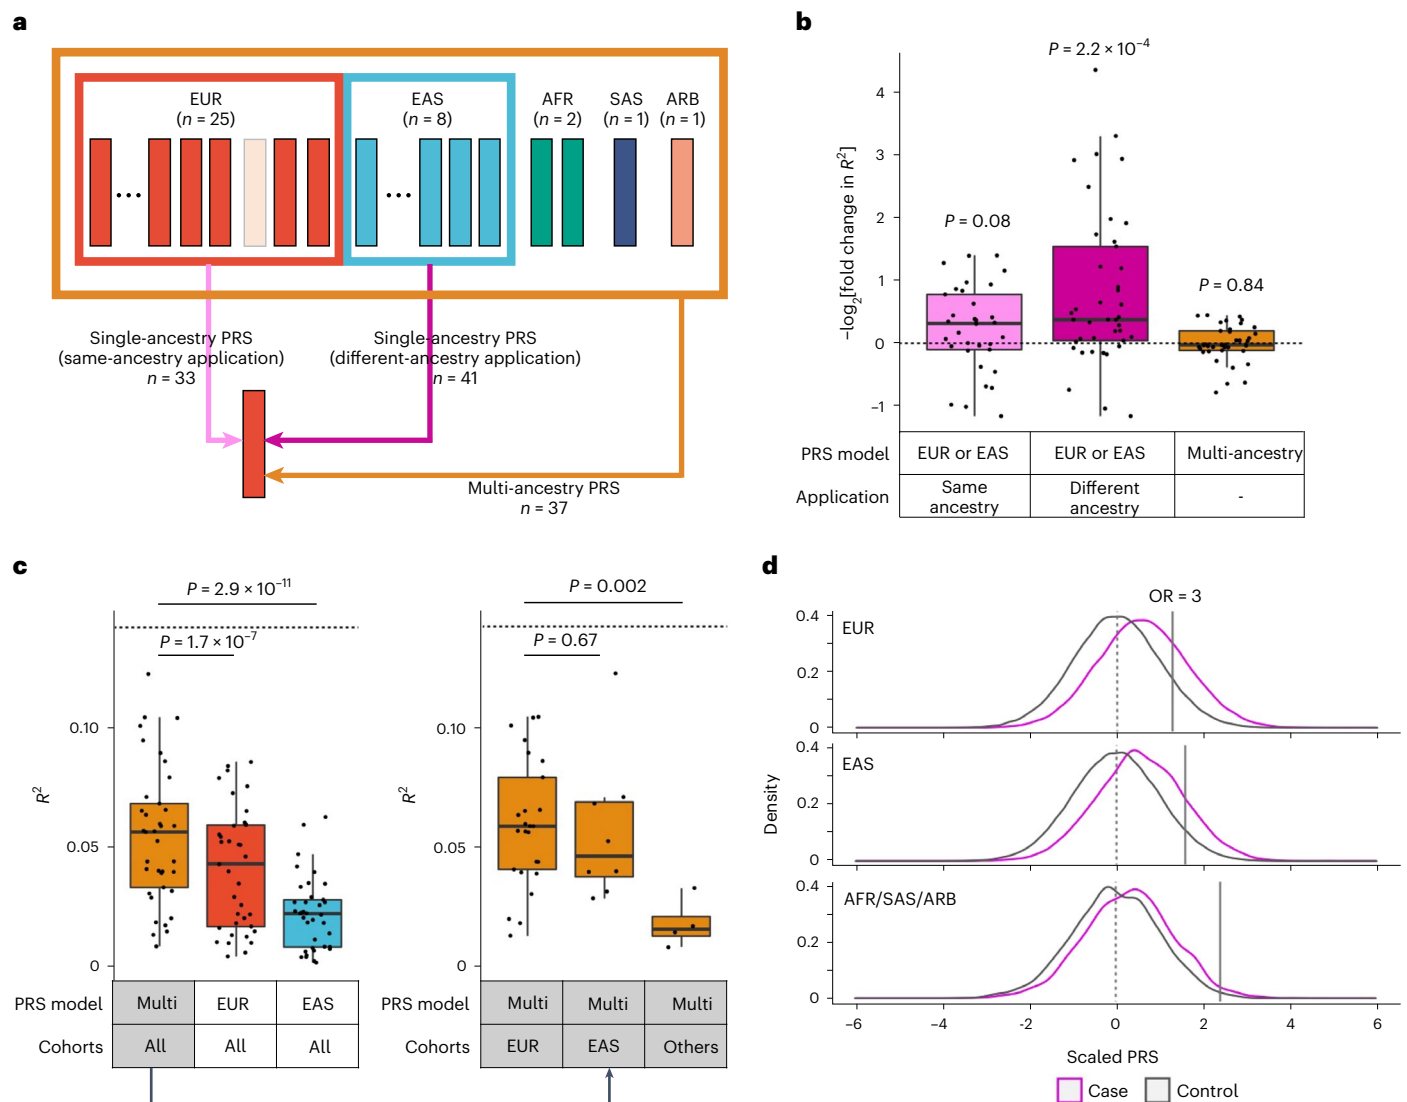 a
EUR
(n = 25)
EAS
(n = 8)
AFR
(n = 2)
SAS
(n = 1)
ARB
(n = 1)
Single-ancestry PRS
(same-ancestry application)
n = 33
Single-ancestry PRS
(different-ancestry application)
n = 41
Multi-ancestry PRS
n = 37
b
P = 2.2 × 10⁻⁴
P = 0.08
P = 0.84
−log₂[fold change in R²]
4
3
2
1
0
−1
PRS model EUR or EAS EUR or EAS Multi-ancestry
Application Same ancestry Different ancestry -
c
P = 2.9 × 10⁻¹¹
P = 1.7 × 10⁻⁷
R²
0.10
0.05
0
PRS model Multi EUR EAS
Cohorts All All All
P = 0.002
P = 0.67
R²
0.10
0.05
0
PRS model Multi Multi Multi
Cohorts EUR EAS Others
d
OR = 3
EUR
0.4
0.2
0
EAS
0.4
0.2
0
AFR/SAS/ARB
0.4
0.2
0
Density
−6 −4 −2 0 2 4 6
Scaled PRS
Case Control